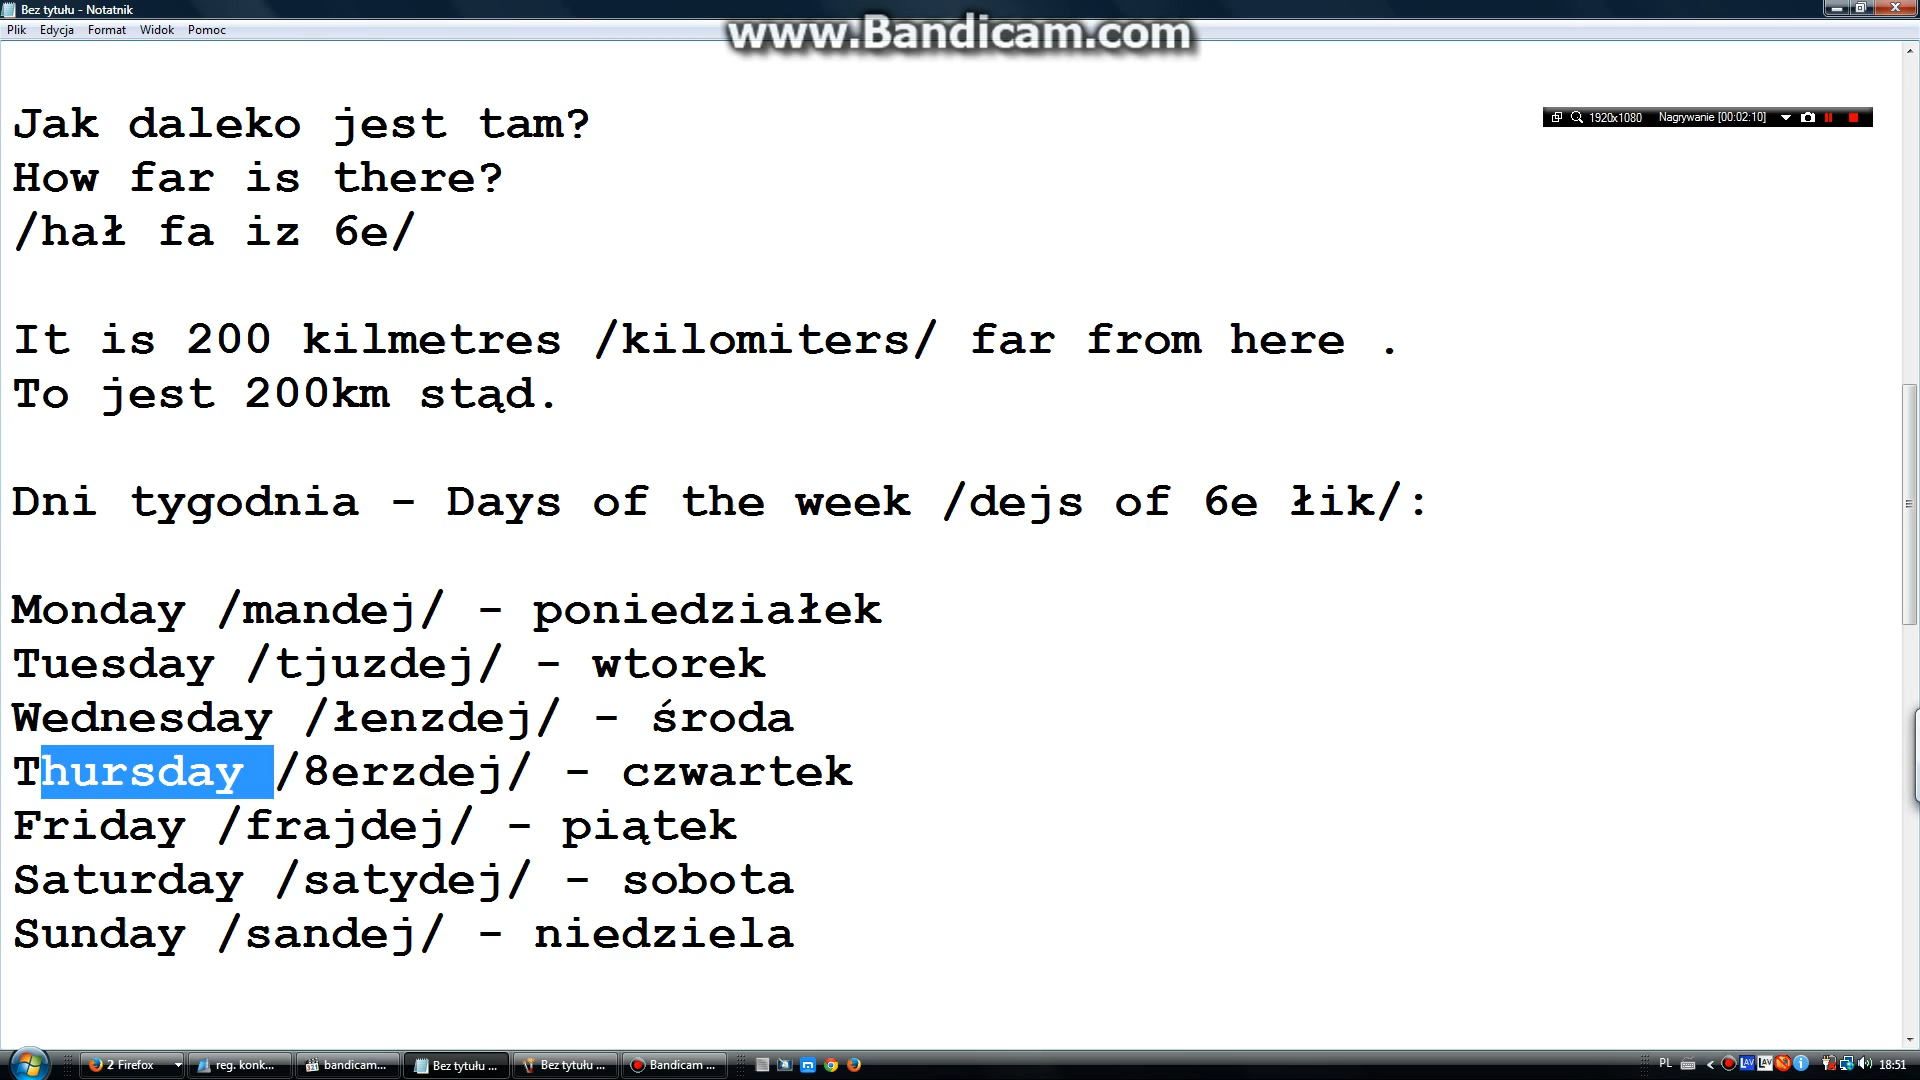 Bez tytułu - Notatnik
Plik Edycja Format Widok Pomoc
www.Bandicam.com
1920x1080 Nagrywanie [00:02:10]
Jak daleko jest tam?
How far is there?
/hał fa iz 6e/
It is 200 kilmetres /kilomiters/ far from here .
To jest 200km stąd.
Dni tygodnia - Days of the week /dejs of 6e łik/:
Monday /mandej/ - poniedziałek
Tuesday /tjuzdej/ - wtorek
Wednesday /łenzdej/ - środa
Thursday /8erzdej/ - czwartek
Friday /frajdej/ - piątek
Saturday /satydej/ - sobota
Sunday /sandej/ - niedziela
2 Firefox reg. konk... bandicam... Bez tytułu ... Bez tytułu ... Bandicam ... PL LAV LAV 18:51